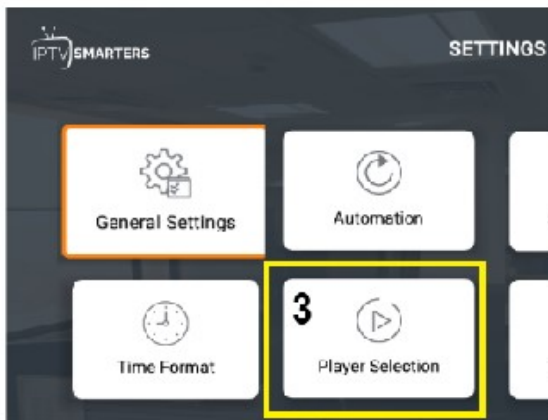 IPTV SMARTERS
SETTINGS
General Settings
Automation
3
Time Format
Player Selection